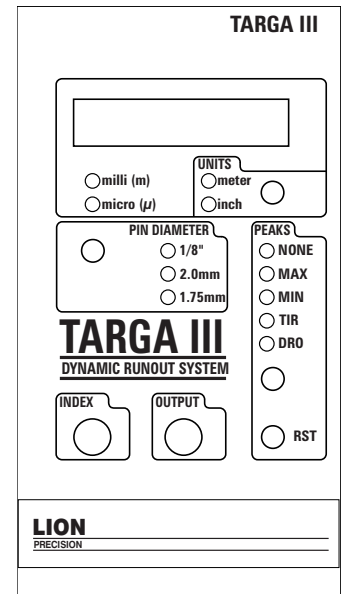 TARGA III
UNITS
milli (m)
meter
micro (µ)
inch
PIN DIAMETER
1/8"
2.0mm
1.75mm
PEAKS
NONE
MAX
MIN
TIR
DRO
RST
TARGA III
DYNAMIC RUNOUT SYSTEM
INDEX
OUTPUT
LION
PRECISION